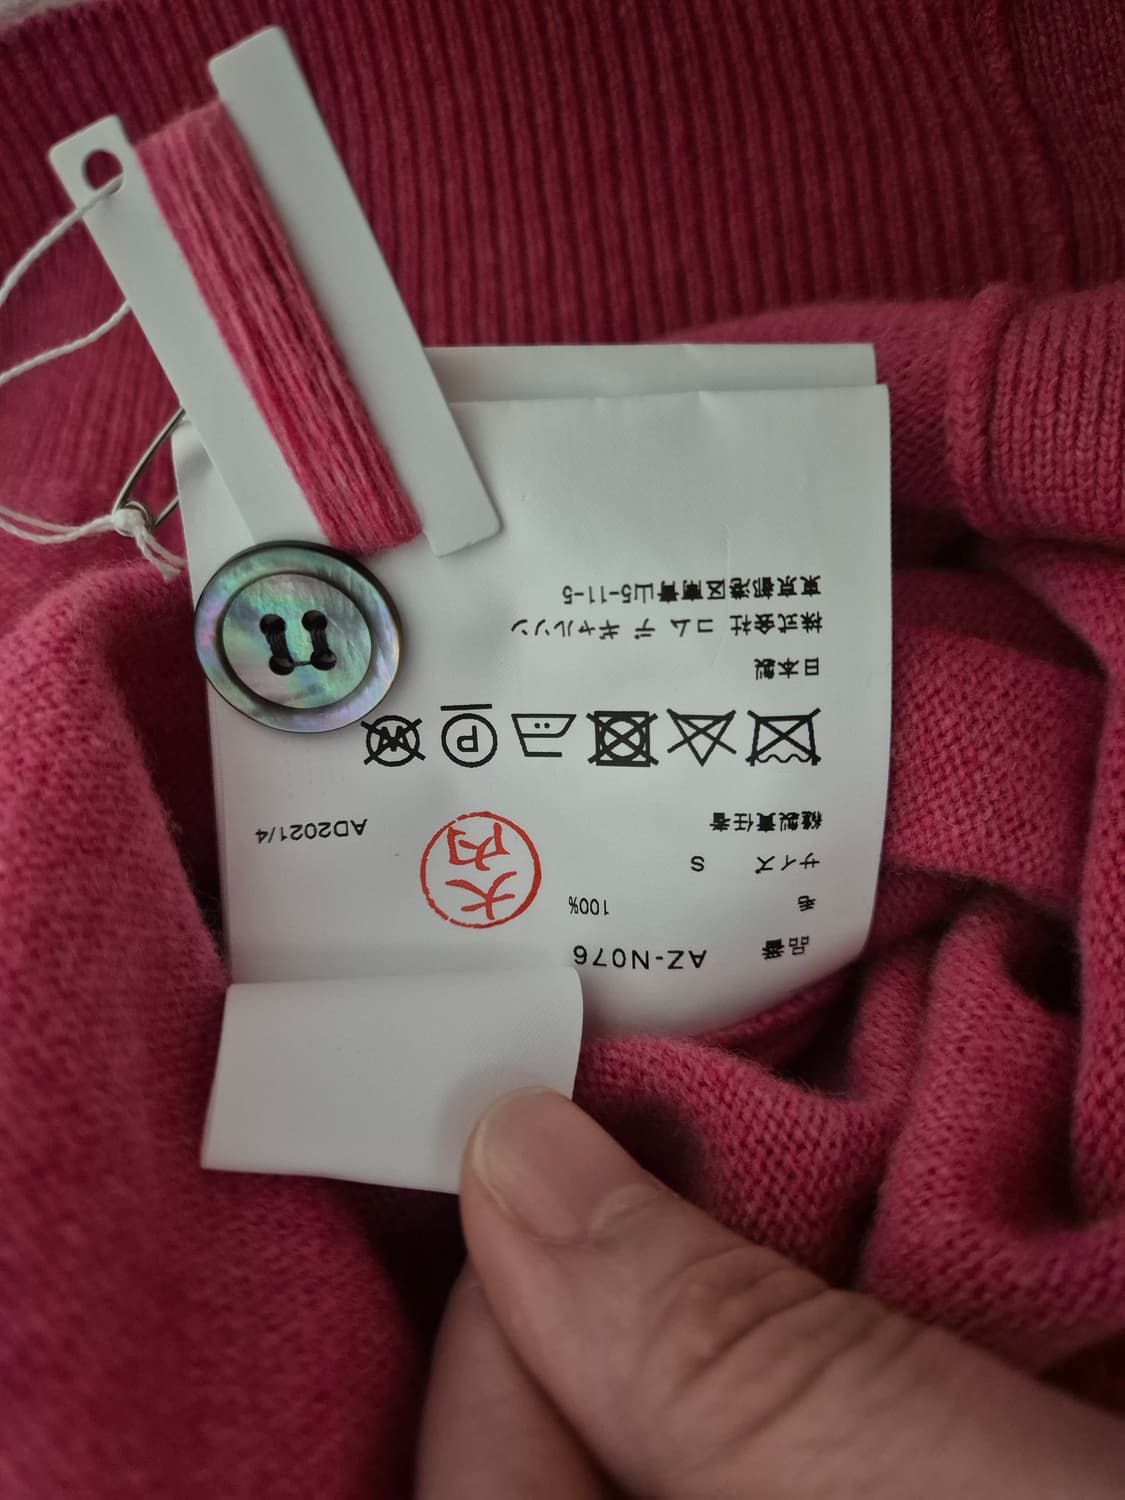 品番 AZ-N076
毛 100%
サイズ S
縫製責任者 大内 AD2021/4
W P
日本製
株式会社 コム デ ギャルソン
東京都港区南青山5-11-5